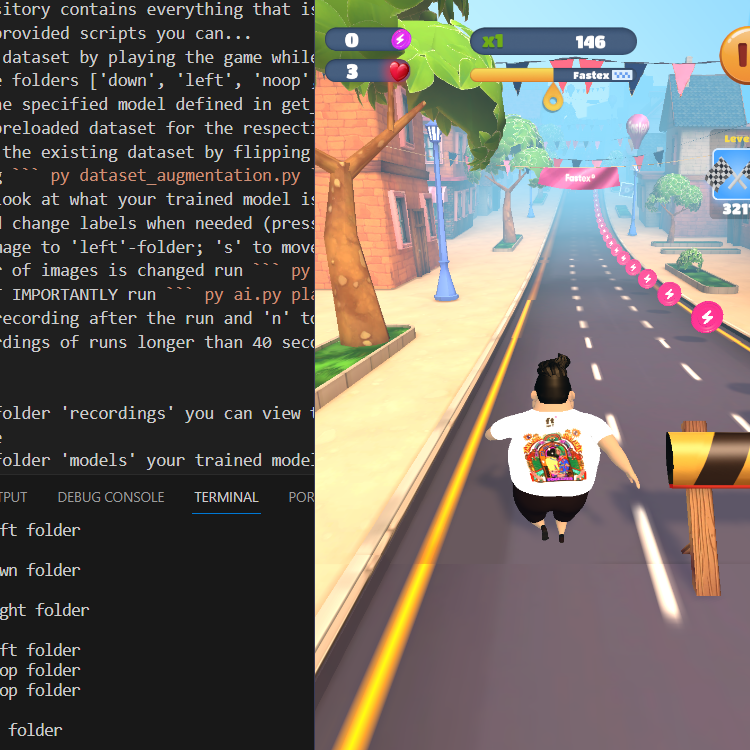 sitory contains everything that is
provided scripts you can...
dataset by playing the game while
e folders ['down', 'left', 'noop',
he specified model defined in get_
preloaded dataset for the respecti
the existing dataset by flipping
g ``` py dataset_augmentation.py `
look at what your trained model is
d change labels when needed (press
mage to 'left'-folder; 's' to move
r of images is changed run ``` py
T IMPORTANTLY run ``` py ai.py pla
recording after the run and 'n' to
rdings of runs longer than 40 seco
folder 'recordings' you can view t
e
folder 'models' your trained model
TPUT DEBUG CONSOLE TERMINAL POR
ft folder
wn folder
ght folder
ft folder
op folder
op folder
folder
0
x1 146
3
Fastex
Fastex
Leve
321